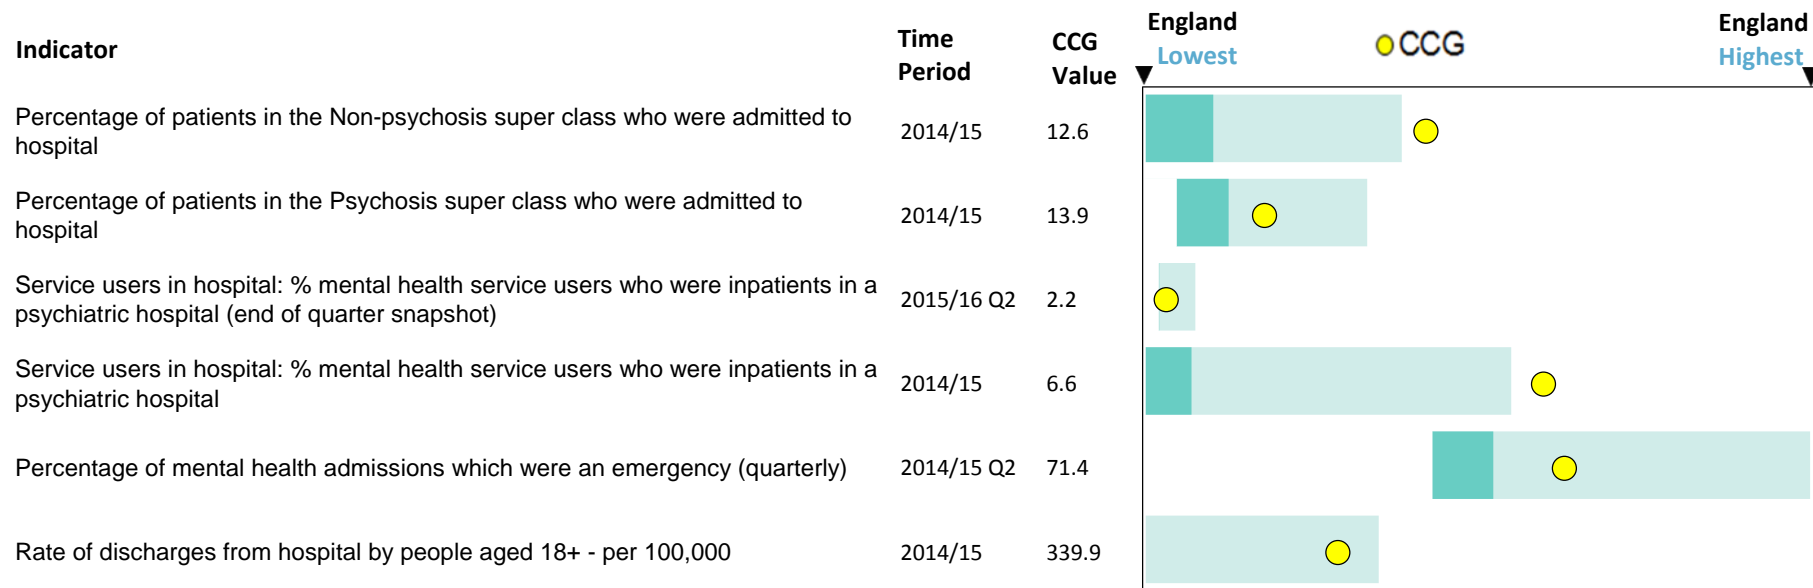 Indicator
Time
Period
CCG
Value
England
Lowest
CCG
England
Highest
Percentage of patients in the Non-psychosis super class who were admitted to
hospital
2014/15
12.6
Percentage of patients in the Psychosis super class who were admitted to
hospital
2014/15
13.9
Service users in hospital: % mental health service users who were inpatients in a
psychiatric hospital (end of quarter snapshot)
2015/16 Q2
2.2
Service users in hospital: % mental health service users who were inpatients in a
psychiatric hospital
2014/15
6.6
Percentage of mental health admissions which were an emergency (quarterly)
2014/15 Q2
71.4
Rate of discharges from hospital by people aged 18+ - per 100,000
2014/15
339.9